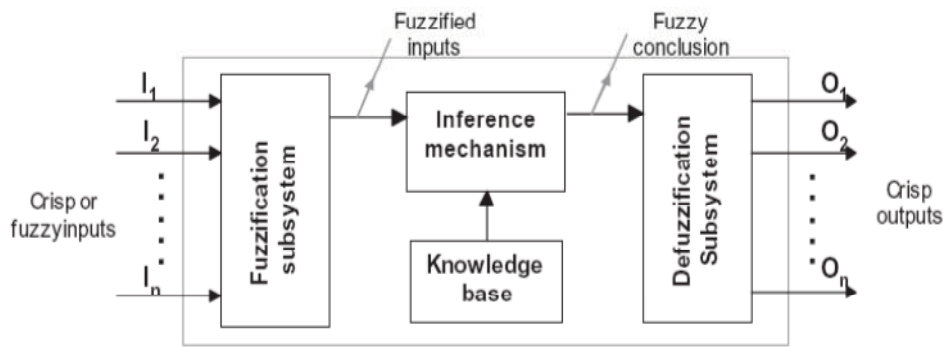 Fuzzified
inputs
Fuzzy
conclusion
I1
I2
In
Crisp or
fuzzyinputs
Fuzzification
subsystem
Inference
mechanism
Knowledge
base
Defuzzification
Subsystem
O1
O2
On
Crisp
outputs